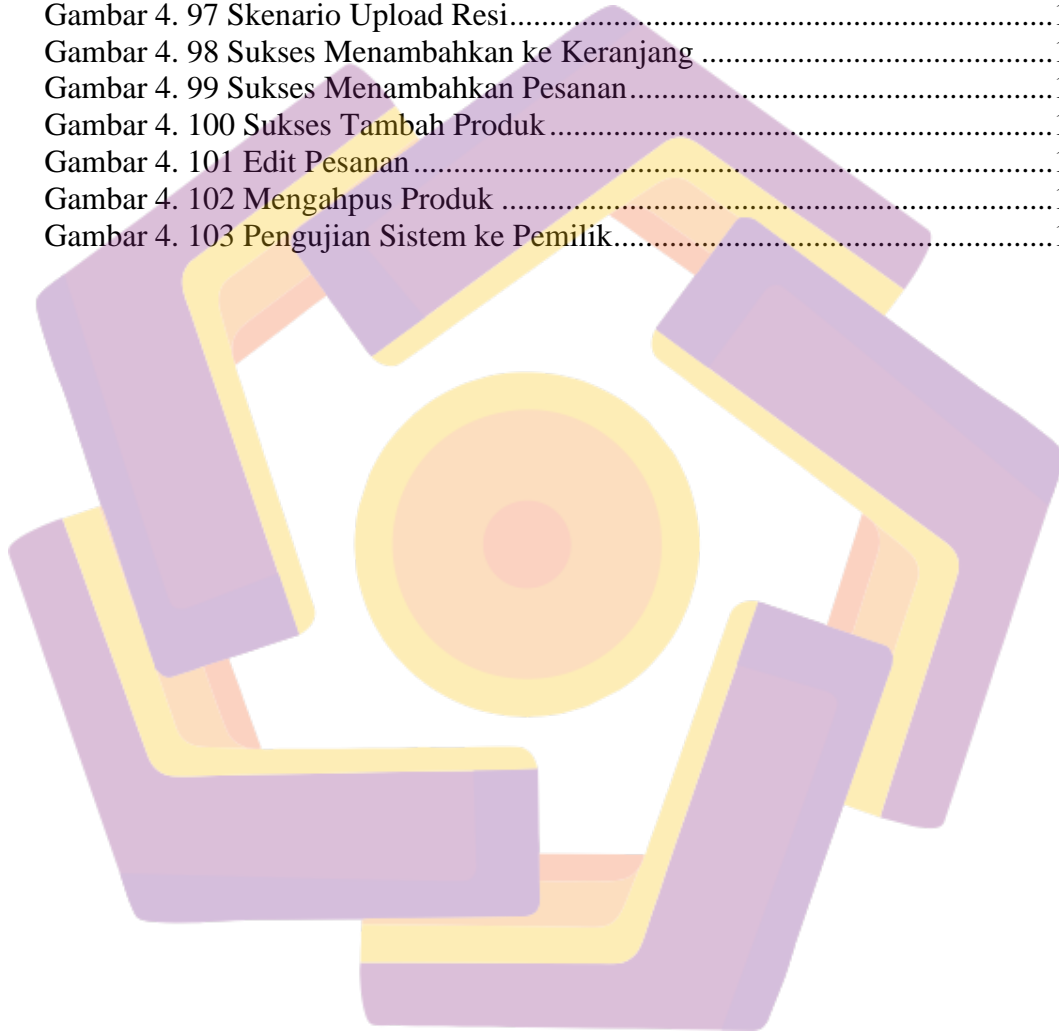 Gambar 4. 97 Skenario Upload Resi.......................................................................
Gambar 4. 98 Sukses Menambahkan ke Keranjang ..............................................
Gambar 4. 99 Sukses Menambahkan Pesanan.......................................................
Gambar 4. 100 Sukses Tambah Produk .................................................................
Gambar 4. 101 Edit Pesanan ..................................................................................
Gambar 4. 102 Mengahpus Produk .......................................................................
Gambar 4. 103 Pengujian Sistem ke Pemilik.........................................................